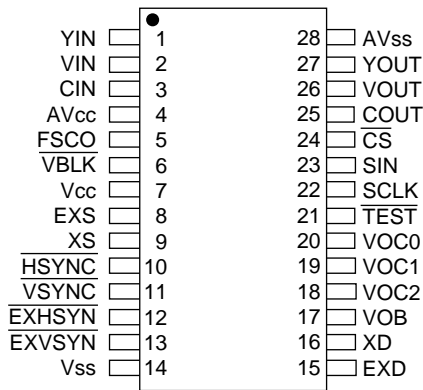 YIN 1 28 AVss
VIN 2 27 YOUT
CIN 3 26 VOUT
AVcc 4 25 COUT
FSCO 5 24 CS
VBLK 6 23 SIN
Vcc 7 22 SCLK
EXS 8 21 TEST
XS 9 20 VOC0
HSYNC 10 19 VOC1
VSYNC 11 18 VOC2
EXHSYN 12 17 VOB
EXVSYN 13 16 XD
Vss 14 15 EXD